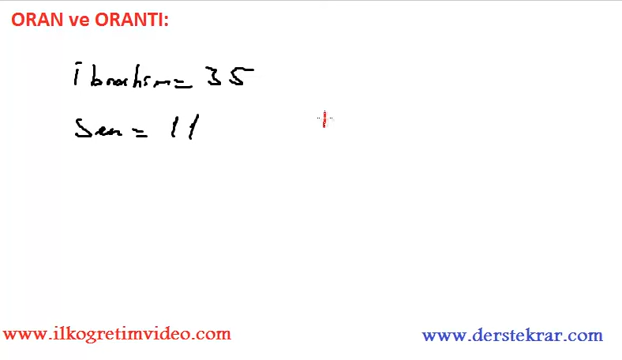 ORAN ve ORANTI:
İbrahim = 35
Sen = 11
www.ilkogretimvideo.com
www.derstekrar.com